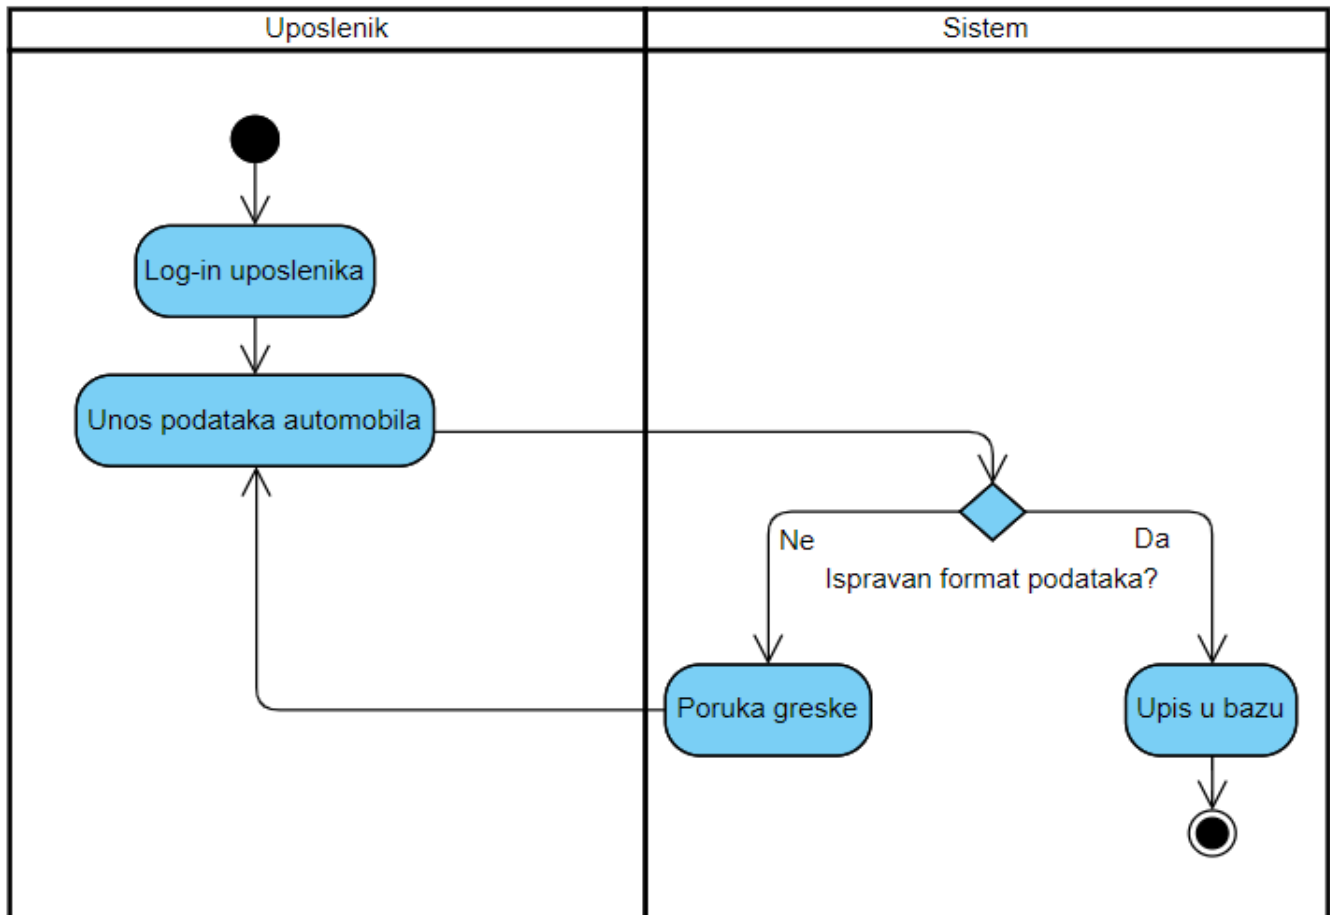 Uposlenik
Sistem
Log-in uposlenika
Unos podataka automobila
Ne
Da
Ispravan format podataka?
Poruka greske
Upis u bazu